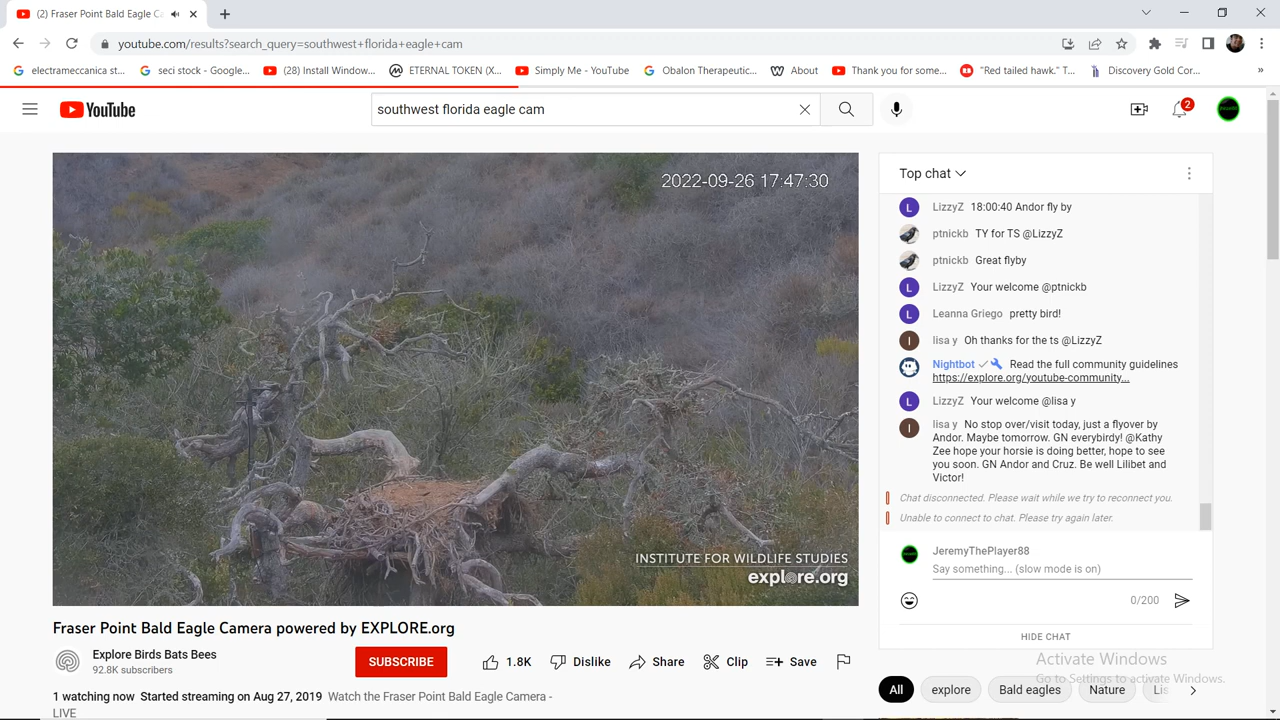 (2) Fraser Point Bald Eagle Ca
youtube.com/results?search_query=southwest+florida+eagle+cam
electrameccanica st...
seci stock - Google...
(28) Install Window...
ETERNAL TOKEN (X...
Simply Me - YouTube
Obalon Therapeutic...
About
Thank you for some...
"Red tailed hawk." T...
Discovery Gold Cor...
»
YouTube
southwest florida eagle cam
2
2022-09-26 17:47:30
INSTITUTE FOR WILDLIFE STUDIES
explore.org
Top chat
LizzyZ 18:00:40 Andor fly by
ptnickb TY for TS @LizzyZ
ptnickb Great flyby
LizzyZ Your welcome @ptnickb
Leanna Griego pretty bird!
lisa y Oh thanks for the ts @LizzyZ
Nightbot Read the full community guidelines
https://explore.org/youtube-community...
LizzyZ Your welcome @lisa y
lisa y No stop over/visit today, just a flyover by
Andor. Maybe tomorrow. GN everybirdy! @Kathy
Zee hope your horsie is doing better, hope to see
you soon. GN Andor and Cruz. Be well Lilibet and
Victor!
Chat disconnected. Please wait while we try to reconnect you.
Unable to connect to chat. Please try again later.
JeremyThePlayer88
Say something... (slow mode is on)
0/200
HIDE CHAT
Fraser Point Bald Eagle Camera powered by EXPLORE.org
Explore Birds Bats Bees
92.8K subscribers
SUBSCRIBE
1.8K
Dislike
Share
Clip
Save
1 watching now Started streaming on Aug 27, 2019 Watch the Fraser Point Bald Eagle Camera -
LIVE
Activate Windows
Go to Settings to activate Windows.
All
explore
Bald eagles
Nature
Lis